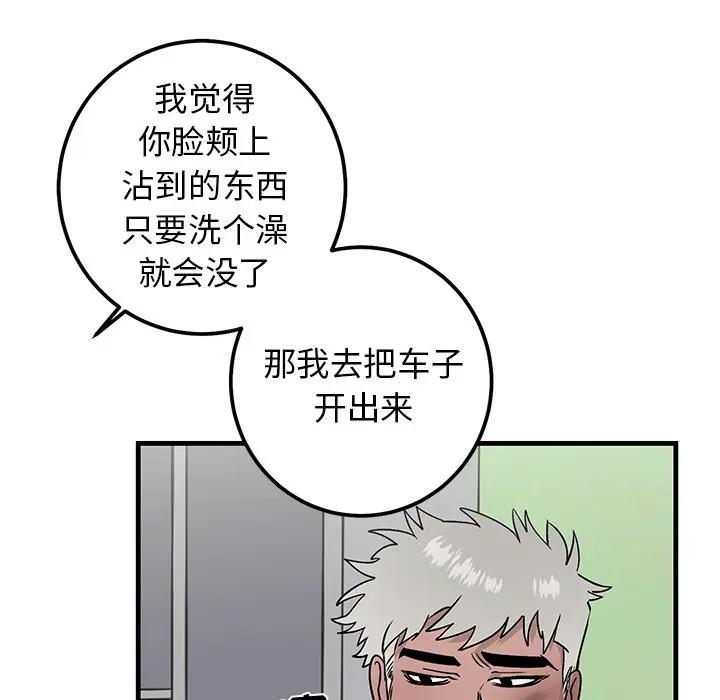 我觉得
你脸颊上
沾到的东西
只要洗个澡
就会没了
那我去把车子
开出来